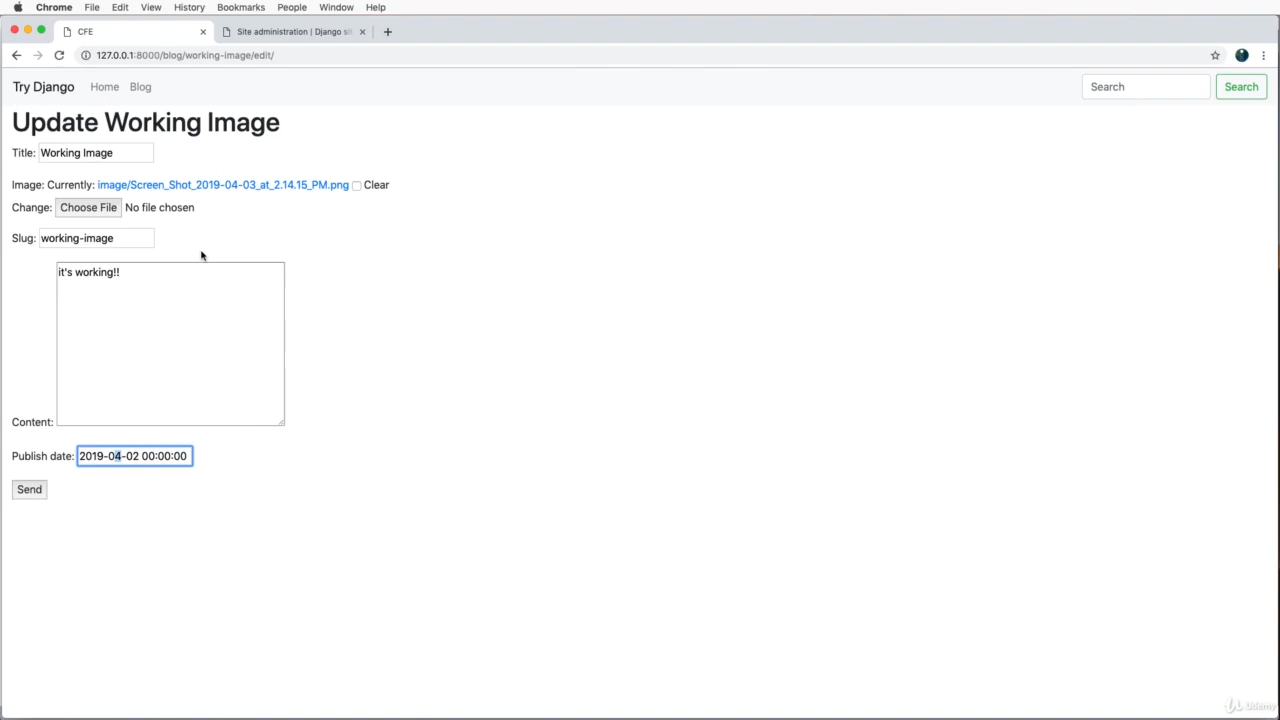 Chrome File Edit View History Bookmarks People Window Help
CFE
Site administration | Django si
127.0.0.1:8000/blog/working-image/edit/
Try Django Home Blog Search Search
Update Working Image
Title: Working Image
Image: Currently: image/Screen_Shot_2019-04-03_at_2.14.15_PM.png Clear
Change: Choose File No file chosen
Slug: working-image
it's working!!
Content:
Publish date: 2019-04-02 00:00:00
Send
Udemy